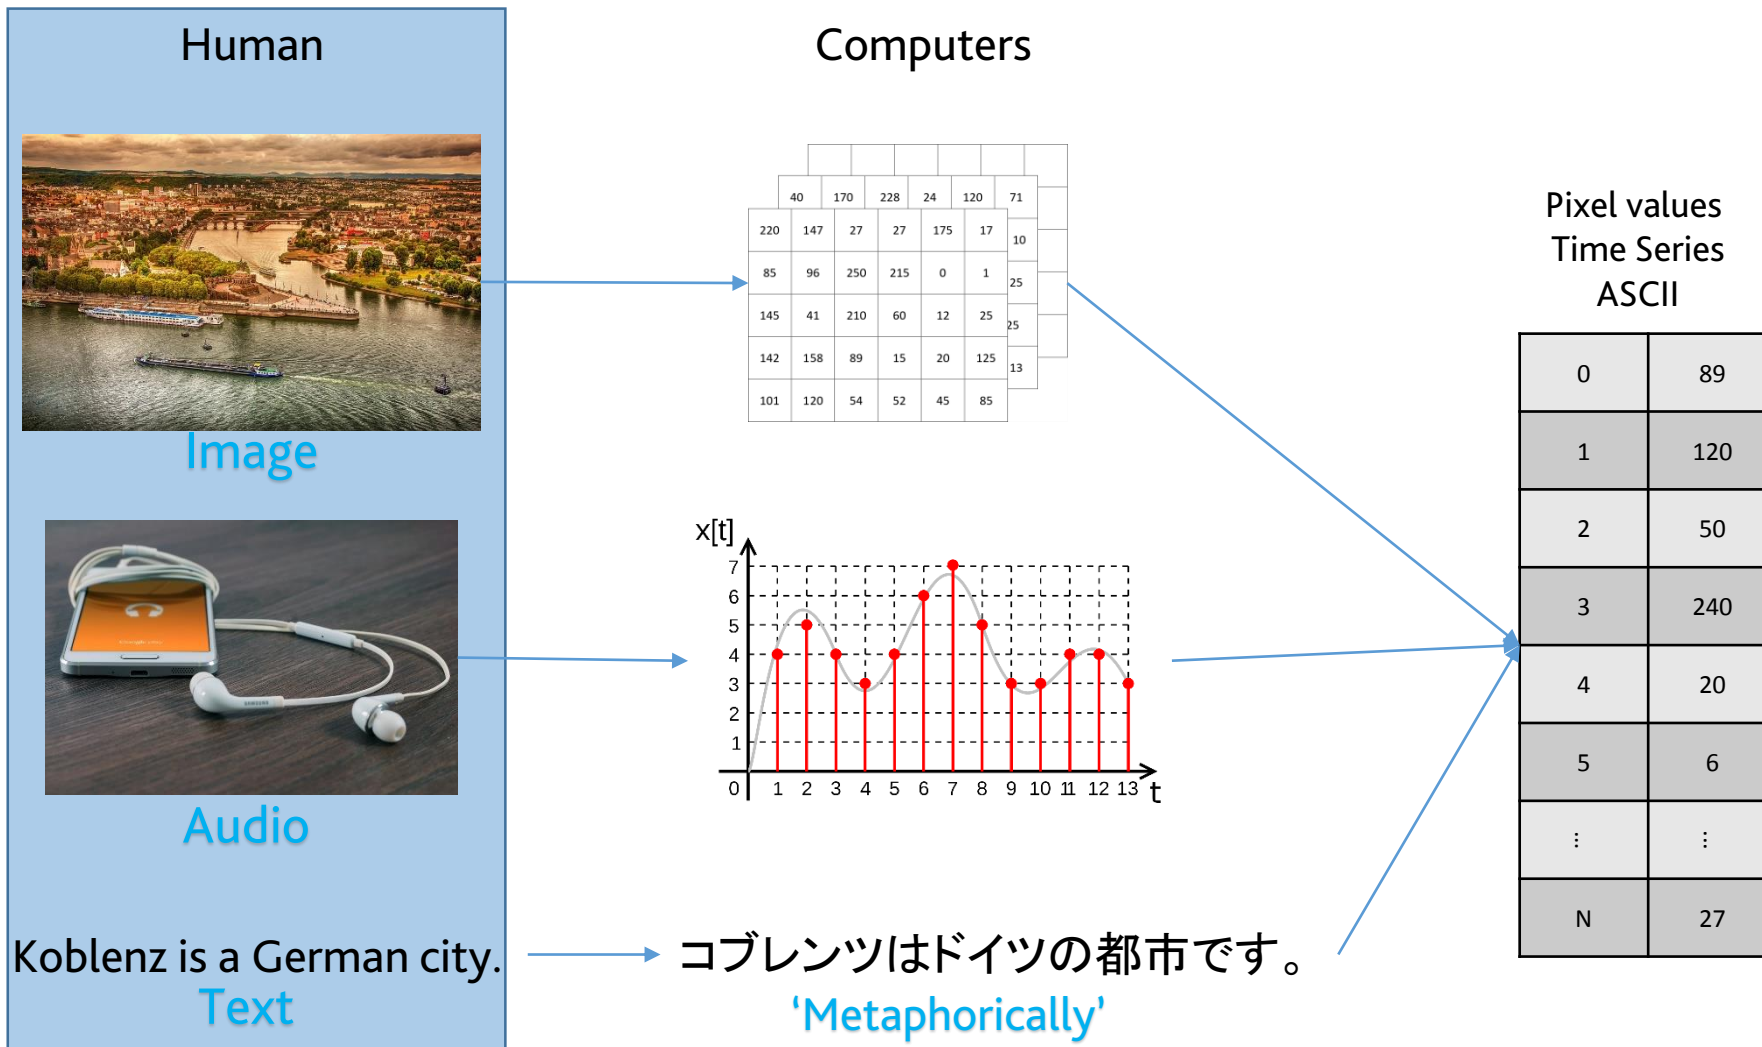 Human
Computers
40 170 228 24 120 71
220 147 27 27 175 17
10
85 96 250 215 0 1
25
145 41 210 60 12 25
25
142 158 89 15 20 125
13
101 120 54 52 45 85
Image
x[t]
7
6
5
4
3
2
1
0 1 2 3 4 5 6 7 8 9 10 11 12 13 t
SAMSUNG
Audio
Koblenz is a German city.
Text
コブレンツはドイツの都市です。
‘Metaphorically’
Pixel values
Time Series
ASCII
0 89
1 120
2 50
3 240
4 20
5 6
⋮ ⋮
N 27